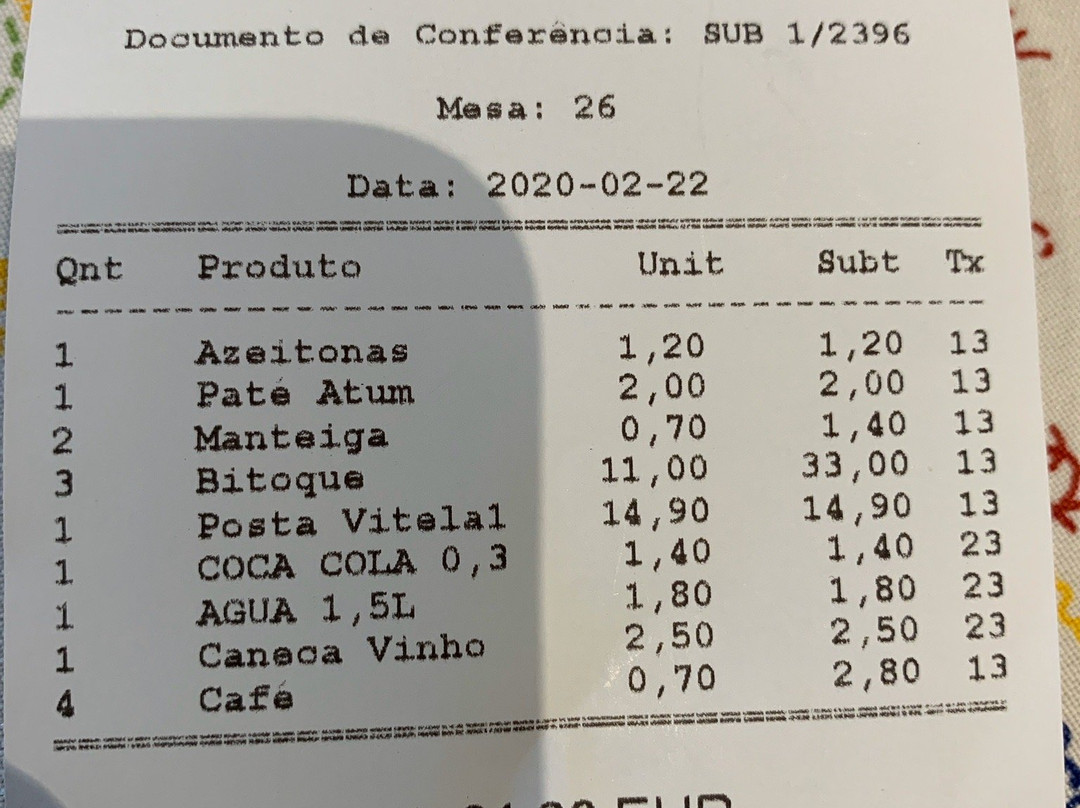 Documento de Conferência: SUB 1/2396
Mesa: 26
Data: 2020-02-22
Qnt Produto Unit Subt Tx
1 Azeitonas 1,20 1,20 13
1 Paté Atum 2,00 2,00 13
2 Manteiga 0,70 1,40 13
3 Bitoque 11,00 33,00 13
1 Posta Vitela1 14,90 14,90 13
1 COCA COLA 0,3 1,40 1,40 23
1 AGUA 1,5L 1,80 1,80 23
1 Caneca Vinho 2,50 2,50 23
4 Café 0,70 2,80 13
EUR